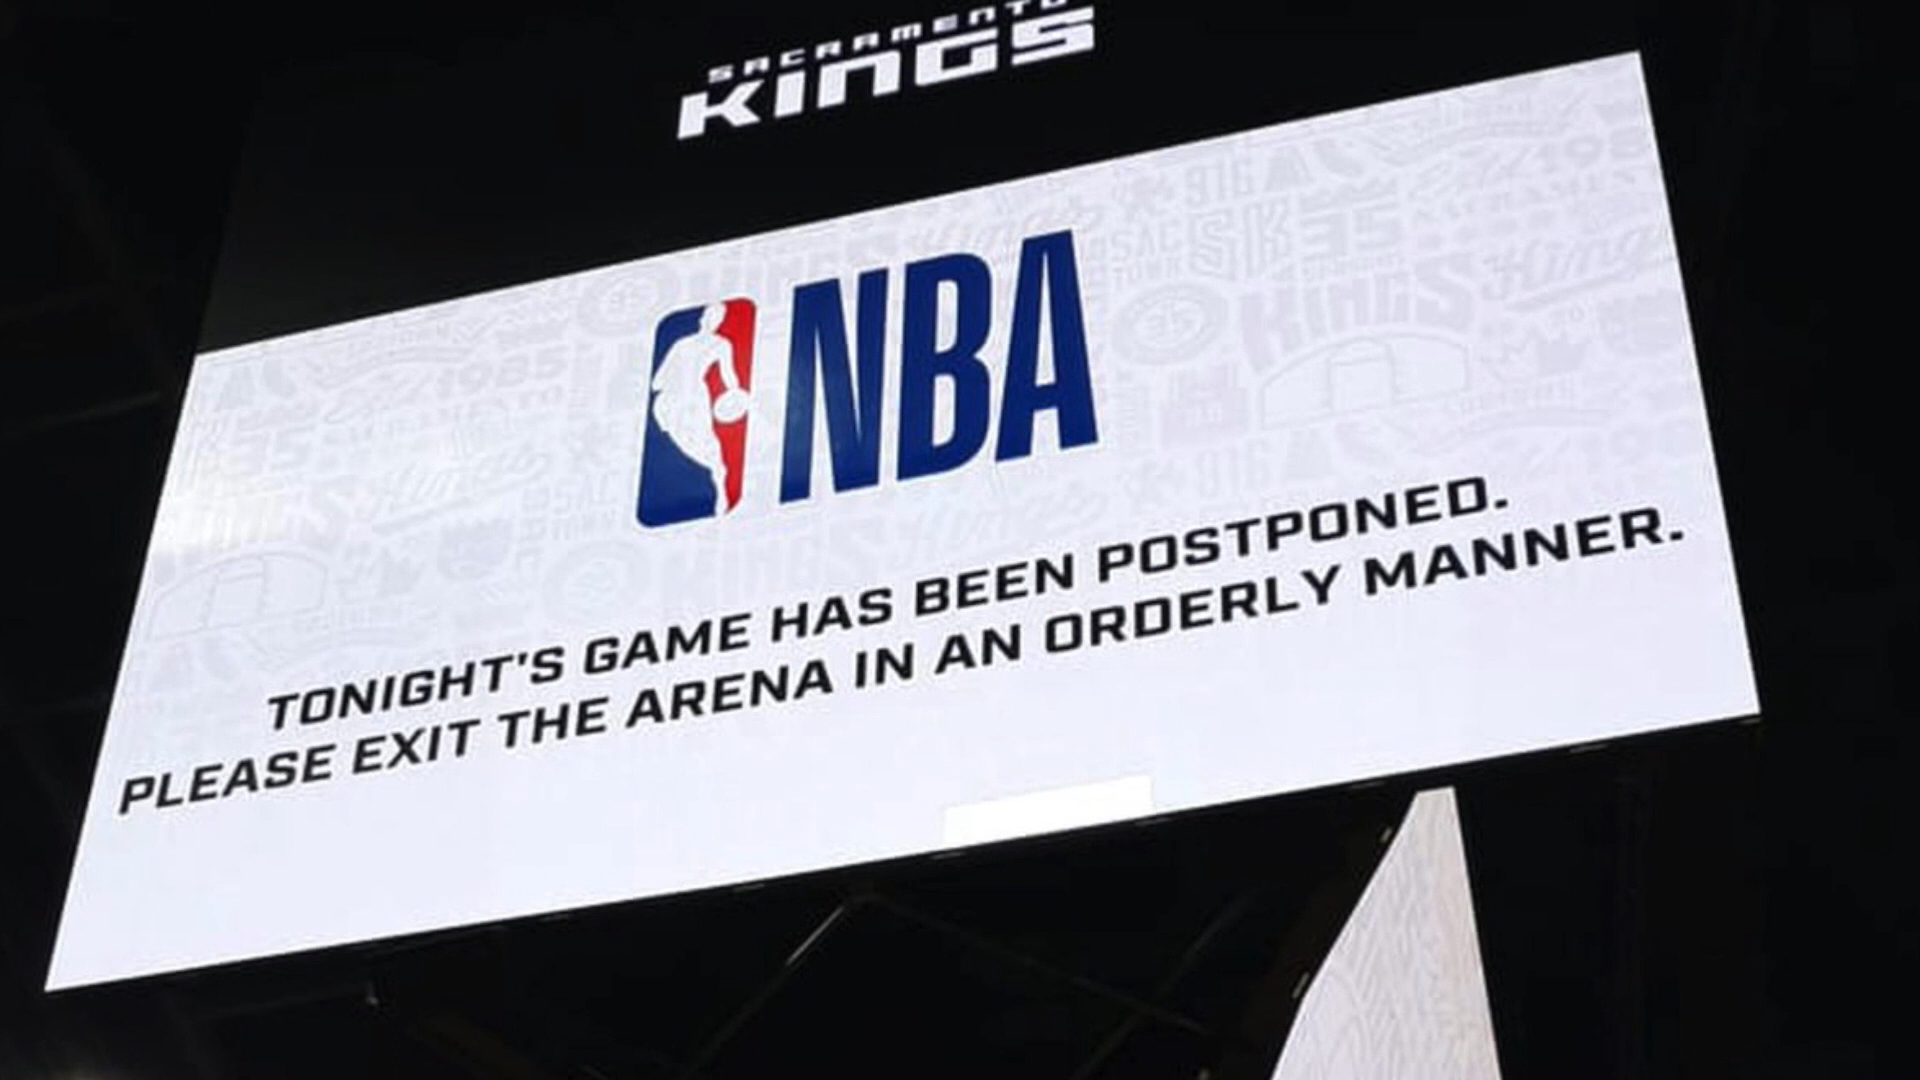 SACRAMENTO
KINGS
NBA
TONIGHT'S GAME HAS BEEN POSTPONED.
PLEASE EXIT THE ARENA IN AN ORDERLY MANNER.